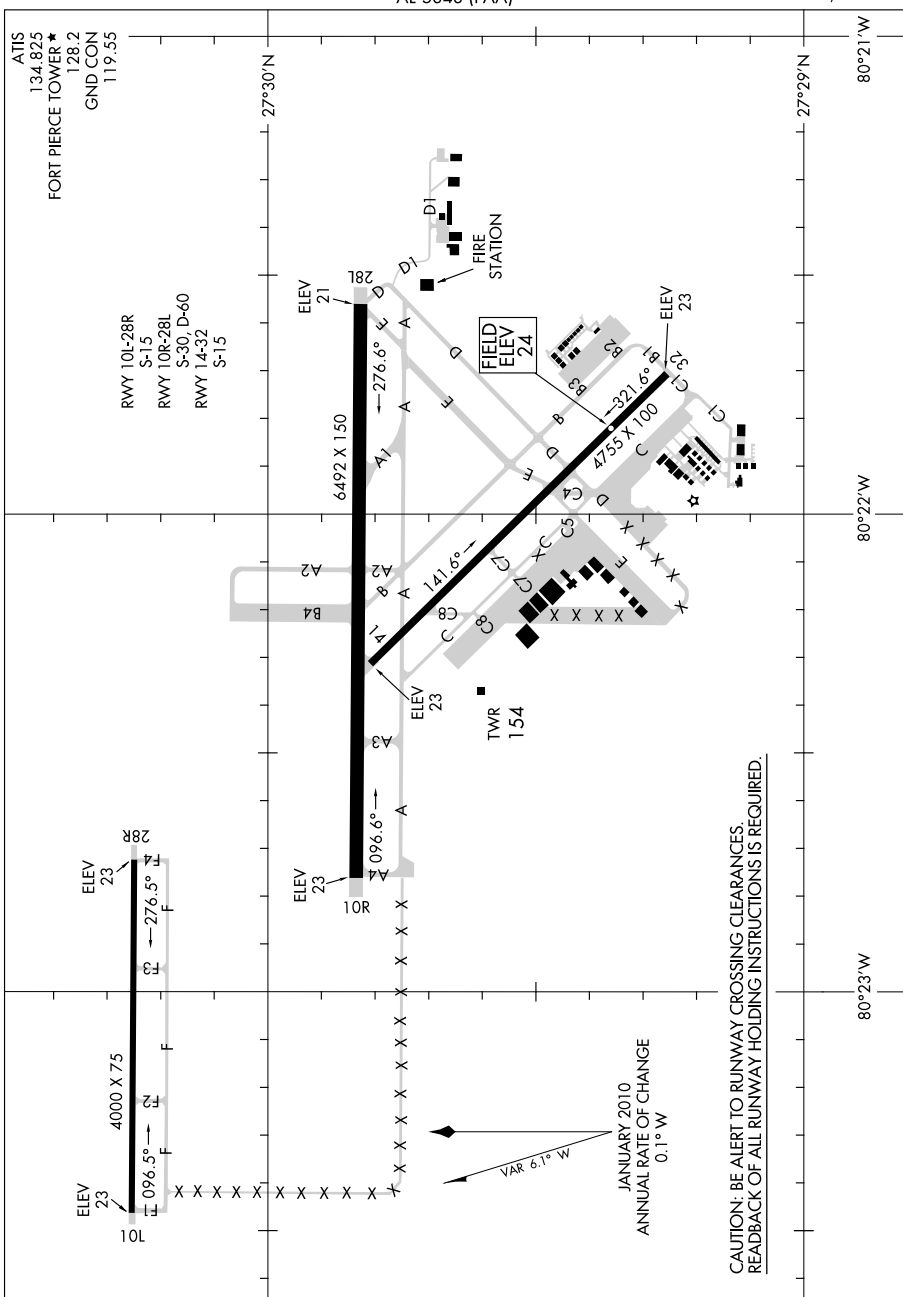 AL-5640 (FAA)
ATIS
134.825
FORT PIERCE TOWER ★
128.2
GND CON
119.55
RWY 10L-28R
S-15
RWY 10R-28L
S-30, D-60
RWY 14-32
S-15
27°30'N
27°29'N
80°21'W
80°22'W
80°23'W
ELEV
23
10L
096.5°
4000 X 75
276.5°
28R
ELEV
23
F1
F2
F3
F4
F
F
F
ELEV
23
10R
096.6°
6492 X 150
276.6°
28L
ELEV
21
A4
A
A3
A
A2
A2
B4
B
A1
A
A
E
D
D1
D1
FIRE
STATION
ELEV
23
14
141.6°
4755 X 100
321.6°
32
ELEV
23
FIELD
ELEV
24
E
D
E
D
B
B3
B2
B1
C1
C1
C
C4
D
C5
C
C7
C7
C8
C8
C
E
TWR
154
VAR 6.1° W
JANUARY 2010
ANNUAL RATE OF CHANGE
0.1° W
CAUTION: BE ALERT TO RUNWAY CROSSING CLEARANCES.
READBACK OF ALL RUNWAY HOLDING INSTRUCTIONS IS REQUIRED.
X X X X X X X X X X X X X X X X X X X
X X X X
X X X X
X